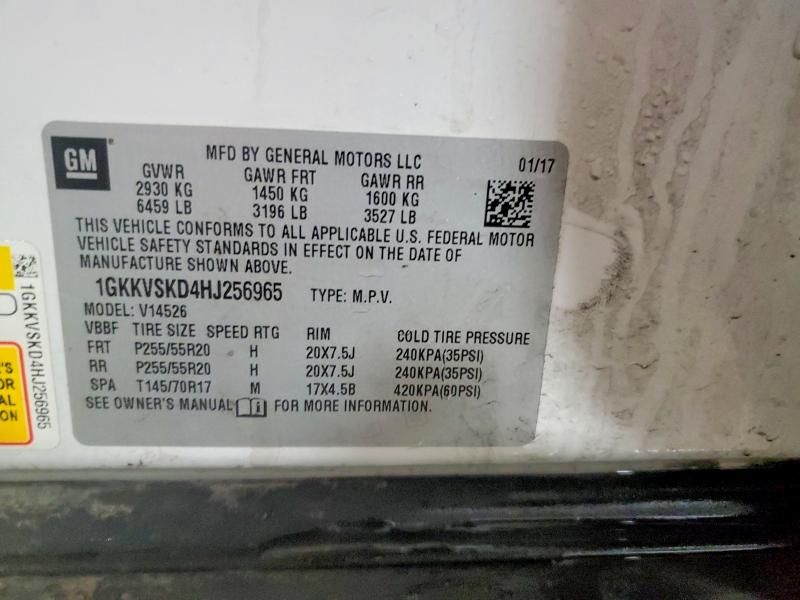 GM
MFD BY GENERAL MOTORS LLC 01/17
GVWR GAWR FRT GAWR RR
2930 KG 1450 KG 1600 KG
6459 LB 3196 LB 3527 LB
THIS VEHICLE CONFORMS TO ALL APPLICABLE U.S. FEDERAL MOTOR
VEHICLE SAFETY STANDARDS IN EFFECT ON THE DATE OF
MANUFACTURE SHOWN ABOVE.
1GKKVSKD4HJ256965 TYPE: M.P.V.
MODEL: V14526
VBBF TIRE SIZE SPEED RTG RIM COLD TIRE PRESSURE
FRT P255/55R20 H 20X7.5J 240KPA(35PSI)
RR P255/55R20 H 20X7.5J 240KPA(35PSI)
SPA T145/70R17 M 17X4.5B 420KPA(60PSI)
SEE OWNER'S MANUAL FOR MORE INFORMATION.
1GKKVSKD4HJ256965
'S
OR
AL
ON